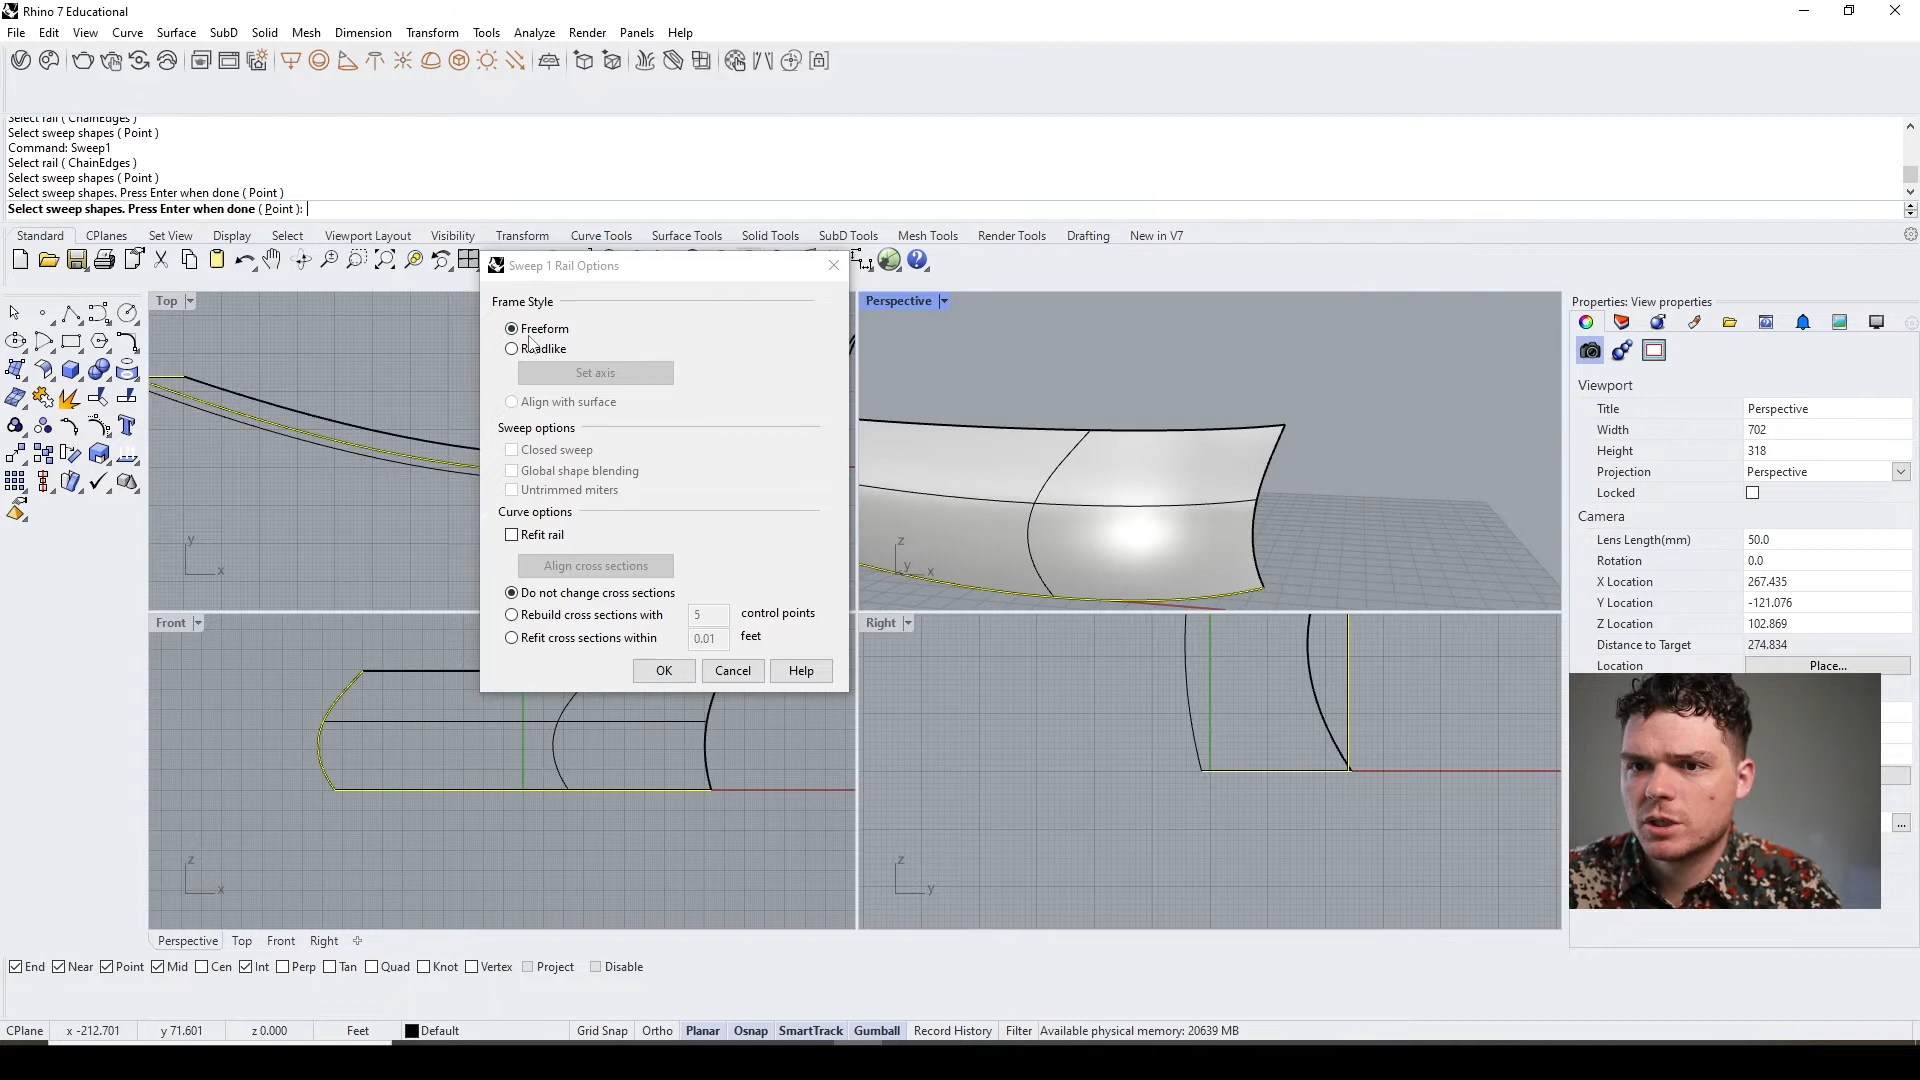 Rhino 7 Educational
File Edit View Curve Surface SubD Solid Mesh Dimension Transform Tools Analyze Render Panels Help
Select rail ( ChainEdges )
Select sweep shapes ( Point )
Command: Sweep1
Select rail ( ChainEdges )
Select sweep shapes ( Point )
Select sweep shapes. Press Enter when done ( Point )
Select sweep shapes. Press Enter when done ( Point ):
Standard CPlanes Set View Display Select Viewport Layout Visibility Transform Curve Tools Surface Tools Solid Tools SubD Tools Mesh Tools Render Tools Drafting New in V7
Sweep 1 Rail Options
Frame Style
Freeform
Roadlike
Set axis
Align with surface
Sweep options
Closed sweep
Global shape blending
Untrimmed miters
Curve options
Refit rail
Align cross sections
Do not change cross sections
Rebuild cross sections with 5 control points
Refit cross sections within 0.01 feet
OK Cancel Help
Top
y
x
Perspective
z
y
x
Front
z
x
Right
z
y
Properties: View properties
Viewport
Title Perspective
Width 702
Height 318
Projection Perspective
Locked
Camera
Lens Length(mm) 50.0
Rotation 0.0
X Location 267.435
Y Location -121.076
Z Location 102.869
Distance to Target 274.834
Location Place...
...
Perspective Top Front Right
End Near Point Mid Cen Int Perp Tan Quad Knot Vertex Project Disable
CPlane x -212.701 y 71.601 z 0.000 Feet Default Grid Snap Ortho Planar Osnap SmartTrack Gumball Record History Filter Available physical memory: 20639 MB